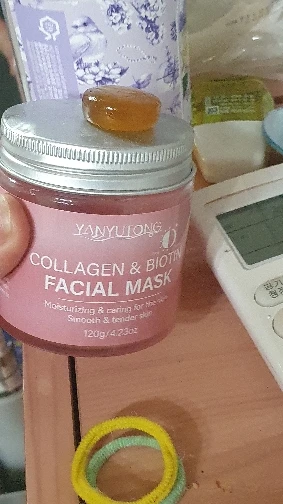 YANYULONG
COLLAGEN & BIOTIN
FACIAL MASK
Moisturizing & caring for the skin
Smooth & tender skin
120g/4.23oz